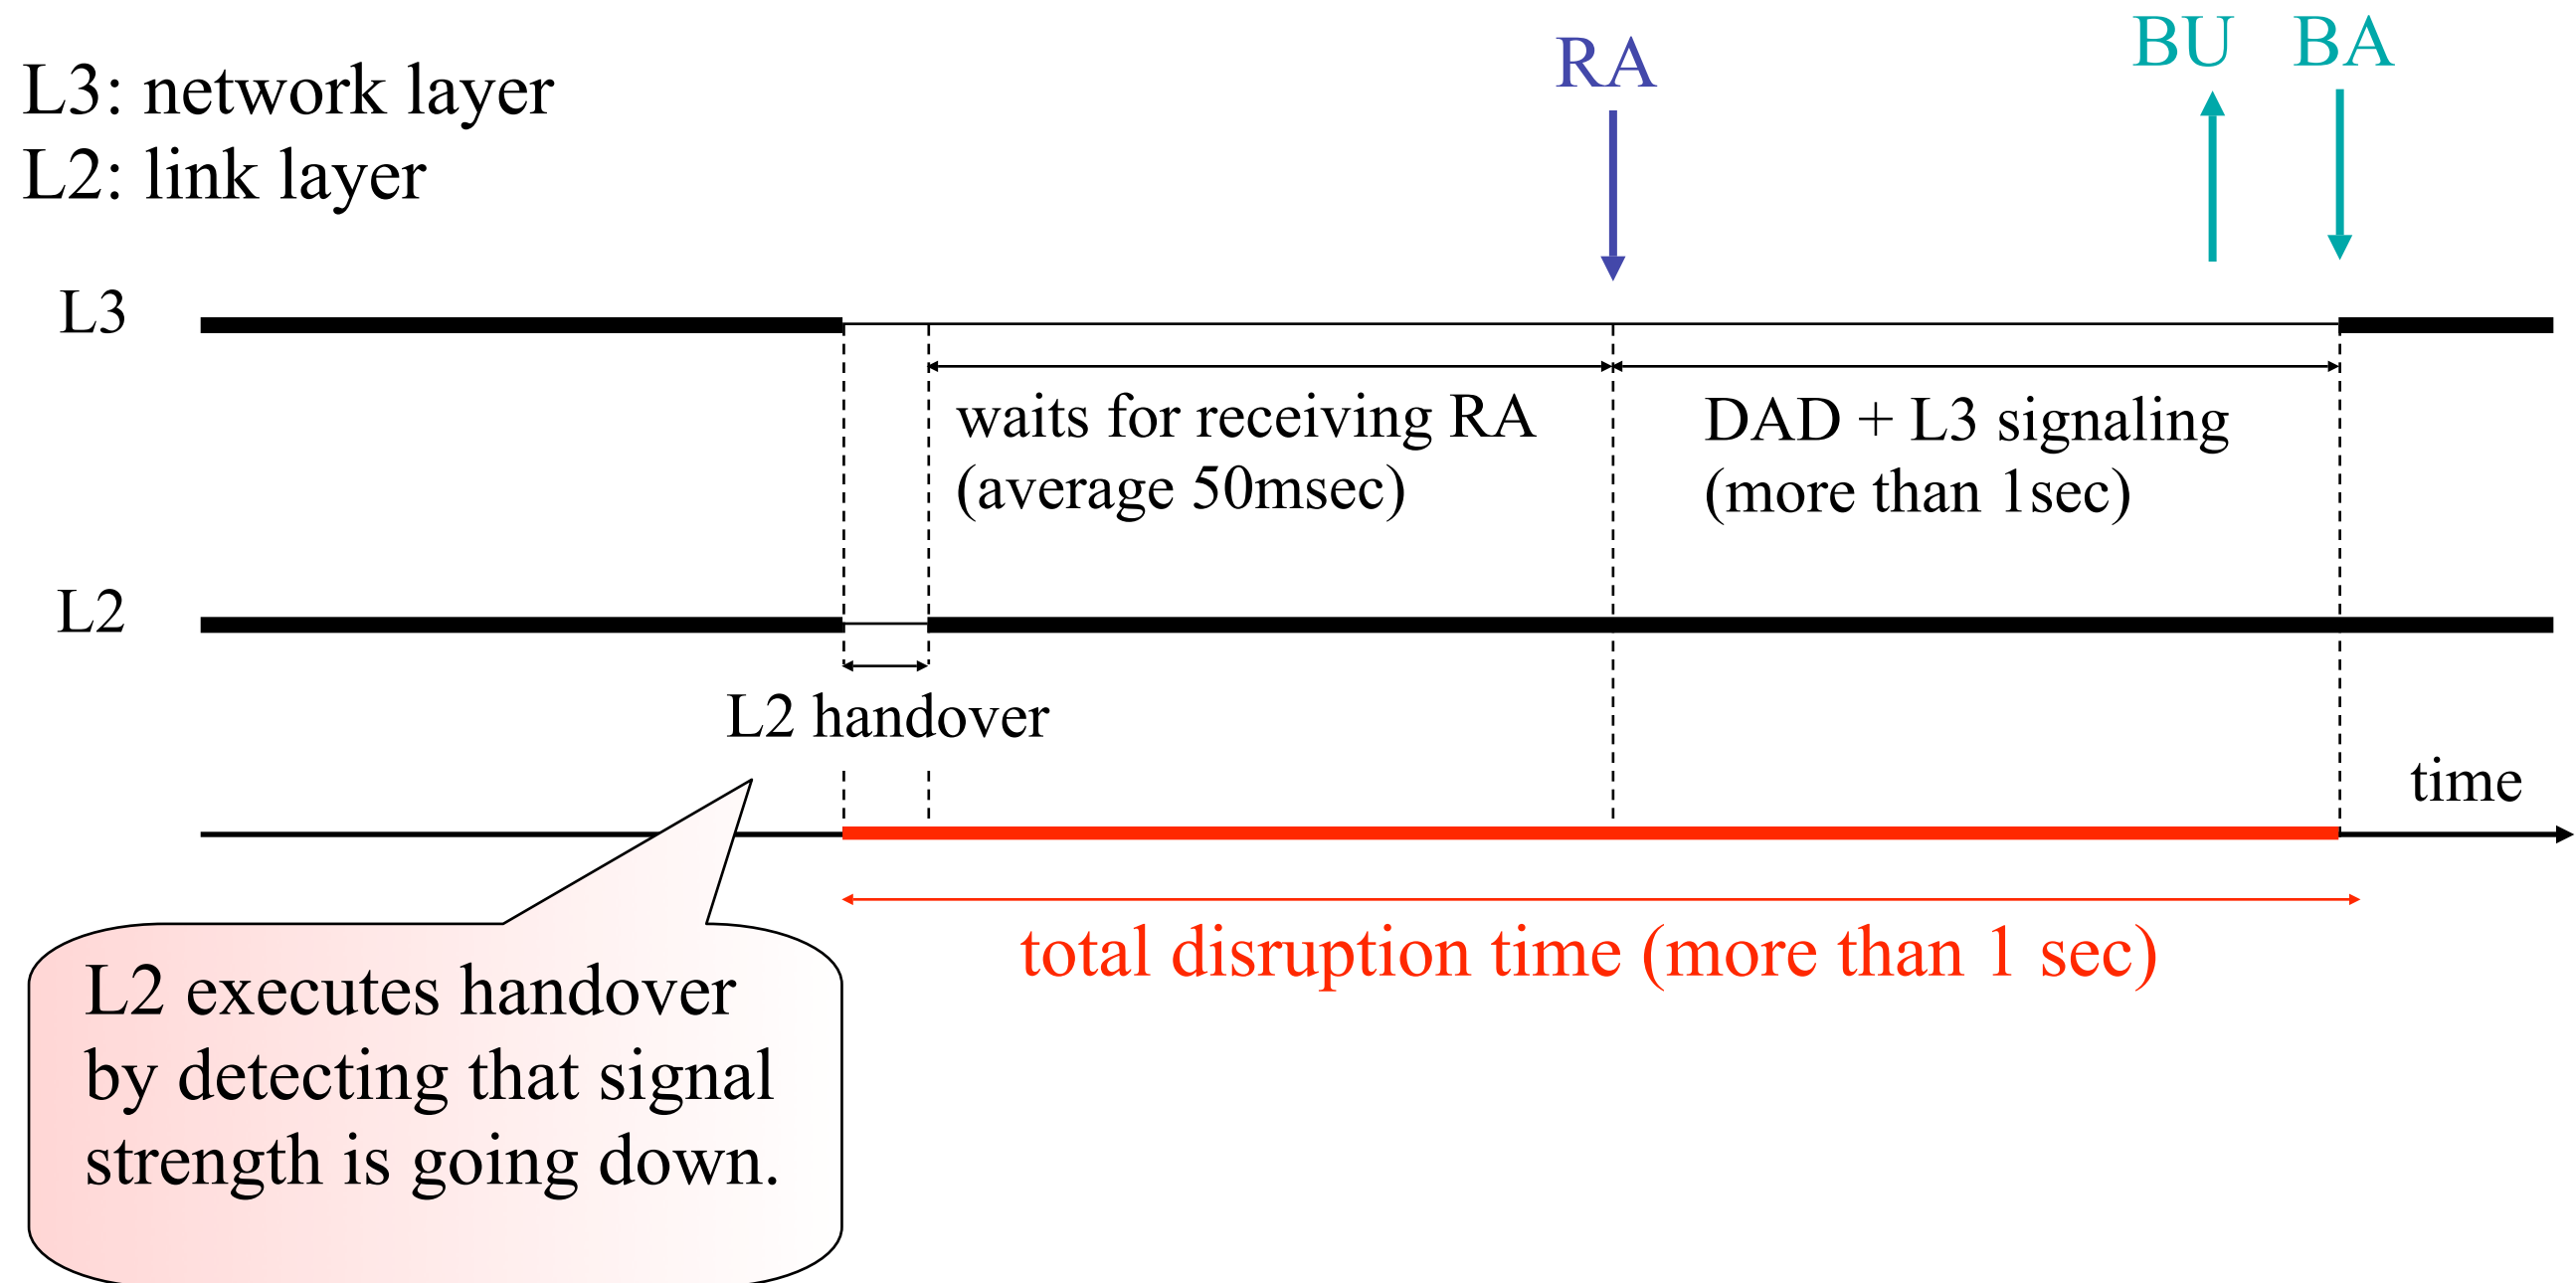 RA
BU BA
L3: network layer
L2: link layer
L3
waits for receiving RA
(average 50msec)
DAD + L3 signaling
(more than 1sec)
L2
L2 handover
time
total disruption time (more than 1 sec)
L2 executes handover
by detecting that signal
strength is going down.